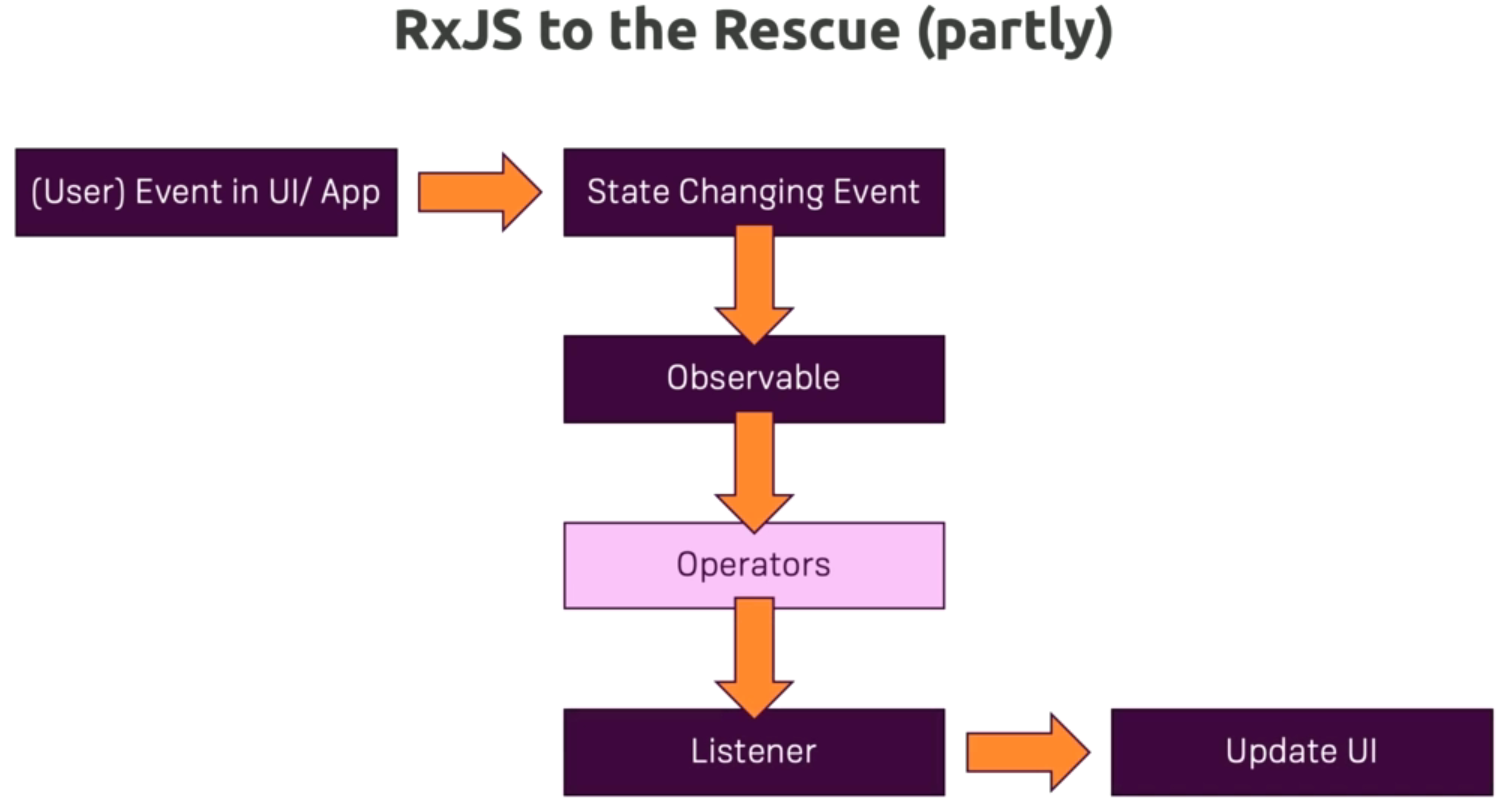 RxJS to the Rescue (partly)
(User) Event in UI/ App
State Changing Event
Observable
Operators
Listener
Update UI